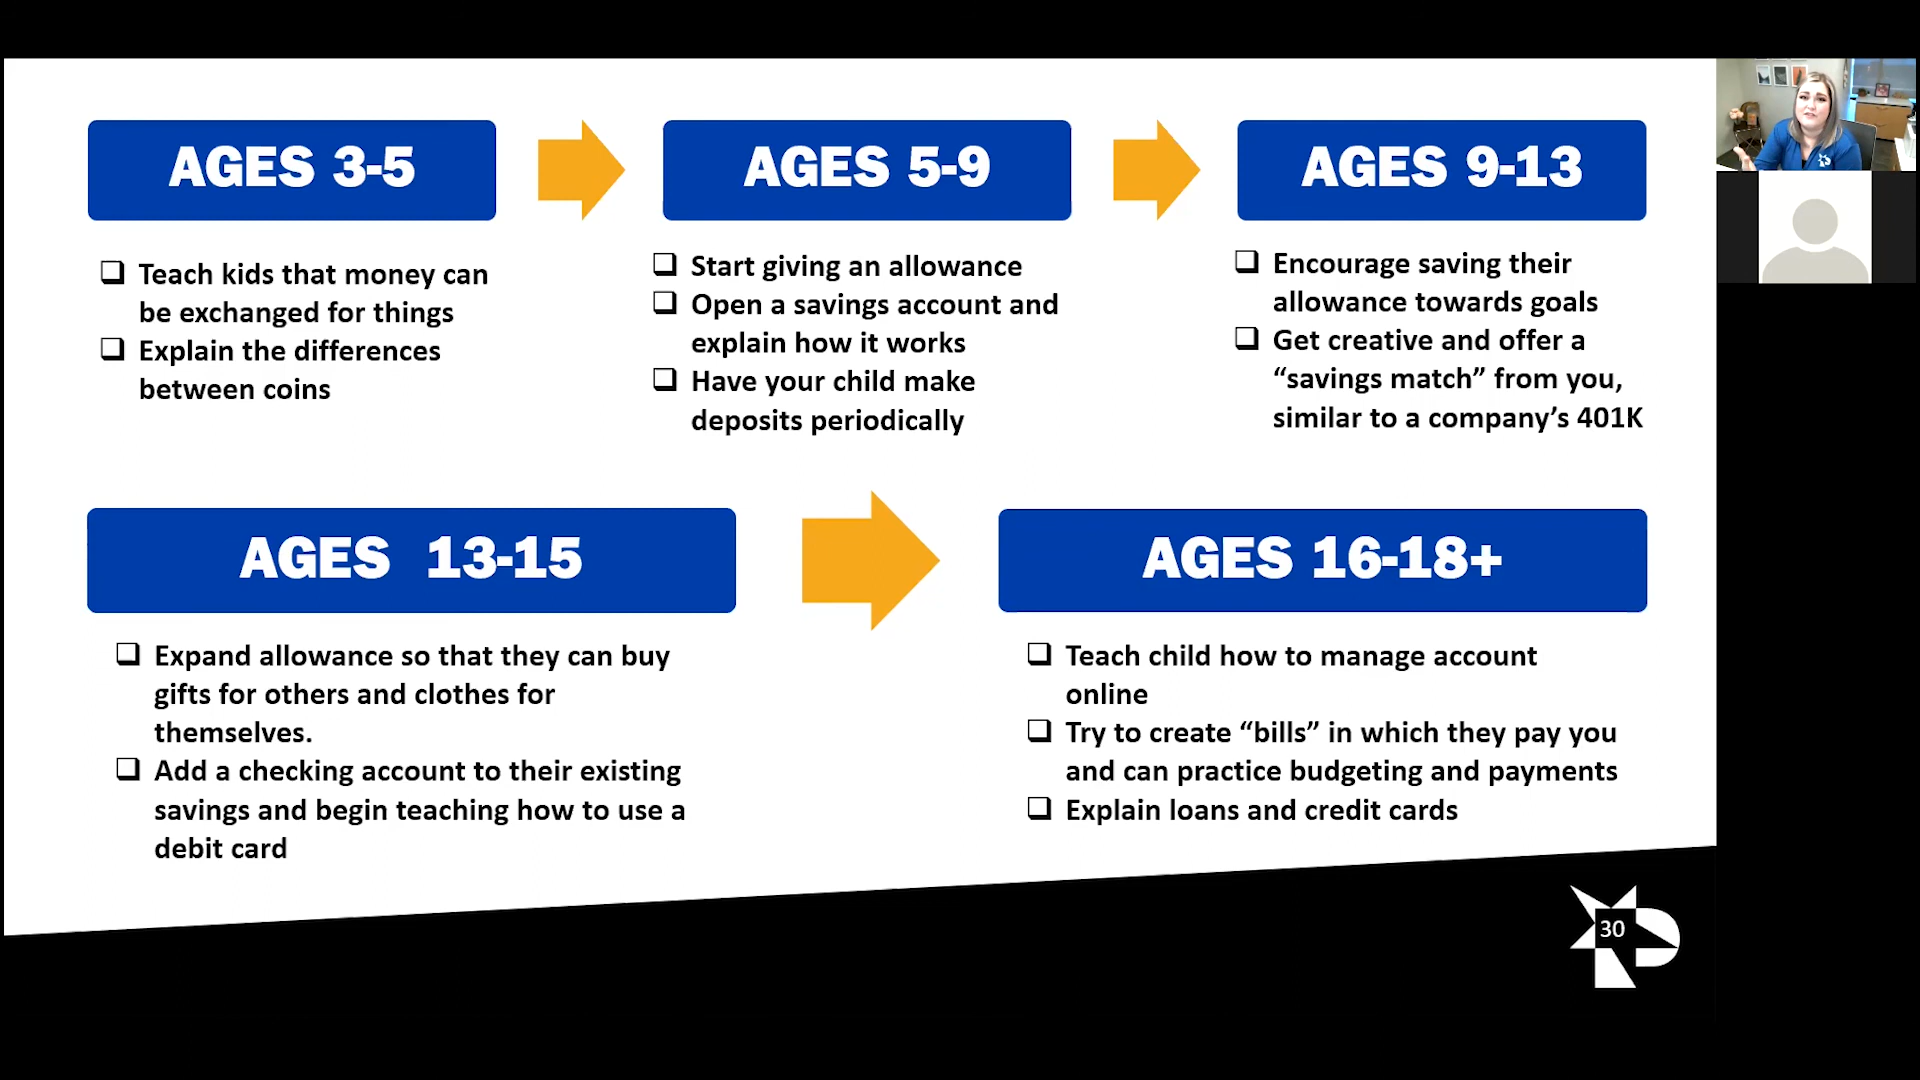 AGES 3-5
Teach kids that money can
be exchanged for things
Explain the differences
between coins
AGES 5-9
Start giving an allowance
Open a savings account and
explain how it works
Have your child make
deposits periodically
AGES 9-13
Encourage saving their
allowance towards goals
Get creative and offer a
“savings match” from you,
similar to a company’s 401K
AGES 13-15
Expand allowance so that they can buy
gifts for others and clothes for
themselves.
Add a checking account to their existing
savings and begin teaching how to use a
debit card
AGES 16-18+
Teach child how to manage account
online
Try to create “bills” in which they pay you
and can practice budgeting and payments
Explain loans and credit cards
30